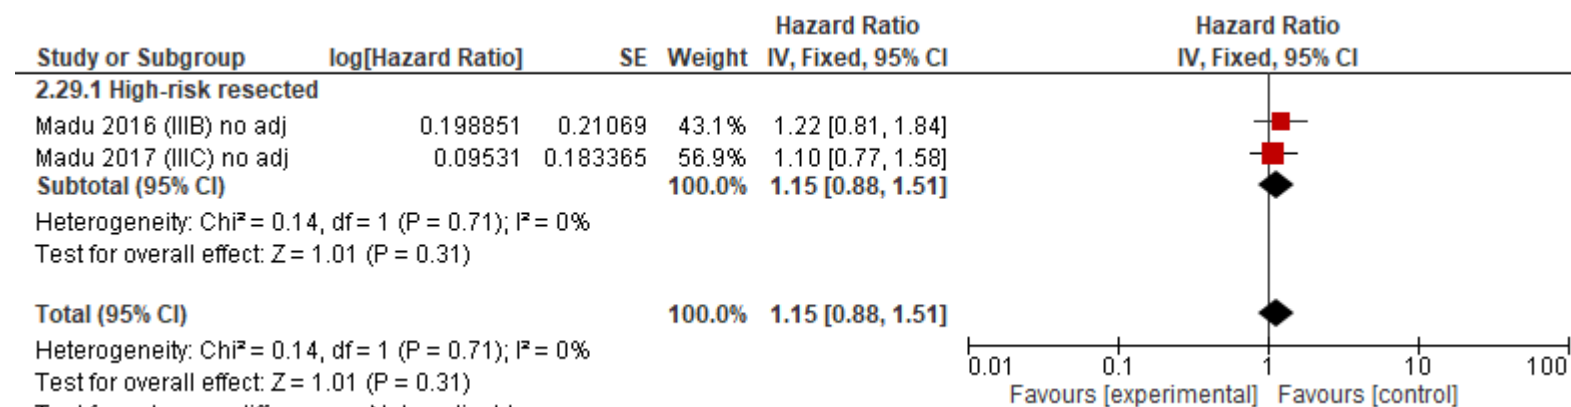 Hazard Ratio Hazard Ratio
Study or Subgroup log[Hazard Ratio] SE Weight IV, Fixed, 95% CI IV, Fixed, 95% CI
2.29.1 High-risk resected
Madu 2016 (IIIB) no adj 0.198851 0.21069 43.1% 1.22 [0.81, 1.84]
Madu 2017 (IIIC) no adj 0.09531 0.183365 56.9% 1.10 [0.77, 1.58]
Subtotal (95% CI) 100.0% 1.15 [0.88, 1.51]
Heterogeneity: Chi² = 0.14, df = 1 (P = 0.71); I² = 0%
Test for overall effect: Z = 1.01 (P = 0.31)
Total (95% CI) 100.0% 1.15 [0.88, 1.51]
Heterogeneity: Chi² = 0.14, df = 1 (P = 0.71); I² = 0%
Test for overall effect: Z = 1.01 (P = 0.31)
0.01 0.1 1 10 100
Favours [experimental] Favours [control]